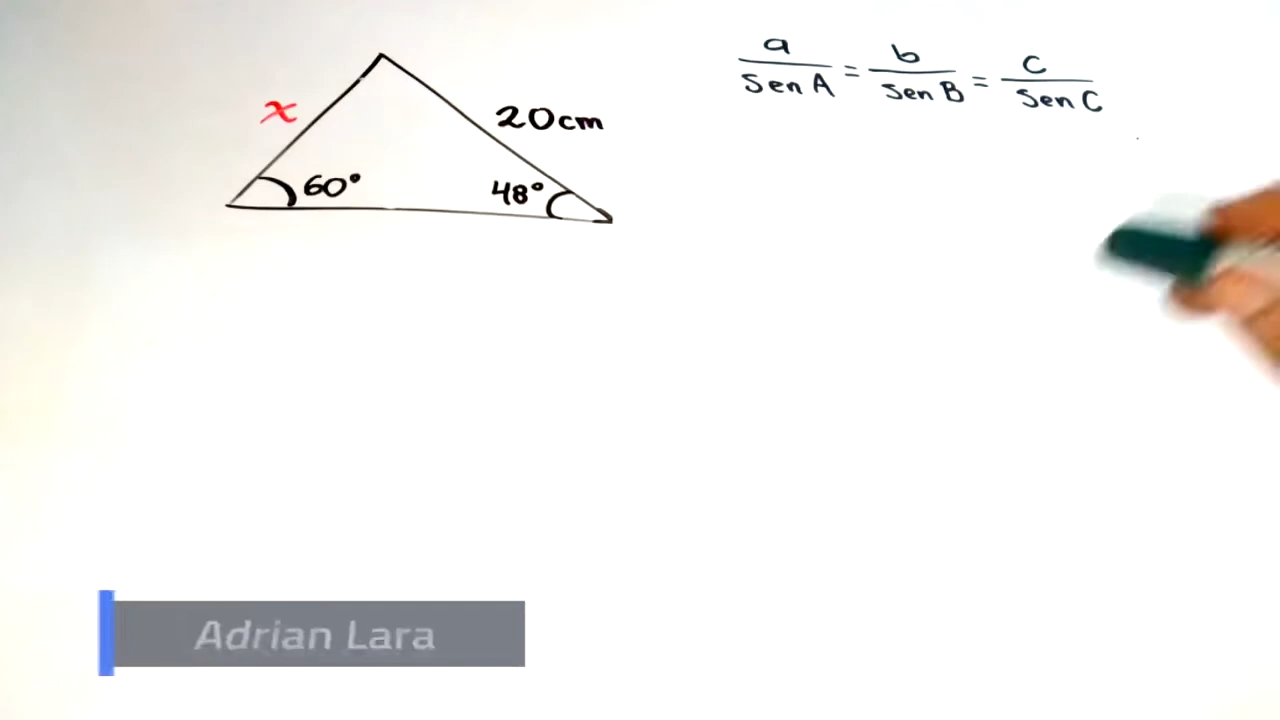 x
20cm
60°
48°
a/Sen A = b/Sen B = c/Sen C
Adrian Lara